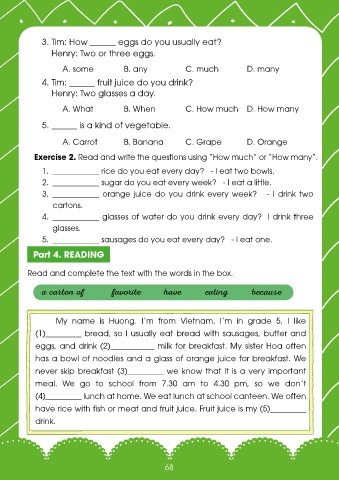 3. Tim: How ______ eggs do you usually eat?
Henry: Two or three eggs.
A. some B. any C. much D. many
4. Tim: ______ fruit juice do you drink?
Henry: Two glasses a day.
A. What B. When C. How much D. How many
5. ______ is a kind of vegetable.
A. Carrot B. Banana C. Grape D. Orange
Exercise 2. Read and write the questions using “How much” or “How many”.
1. ___________ rice do you eat every day? - I eat two bowls.
2. ___________ sugar do you eat every week? - I eat a little.
3. ___________ orange juice do you drink every week? - I drink two
cartons.
4. ___________ glasses of water do you drink every day? I drink three
glasses.
5. ___________ sausages do you eat every day? - I eat one.
Part 4. READING
Read and complete the text with the words in the box.
a carton of favorite have eating because
My name is Huong. I’m from Vietnam. I’m in grade 5. I like
(1)_________ bread, so I usually eat bread with sausages, butter and
eggs, and drink (2)___________ milk for breakfast. My sister Hoa often
has a bowl of noodles and a glass of orange juice for breakfast. We
never skip breakfast (3)_________ we know that it is a very important
meal. We go to school from 7.30 am to 4.30 pm, so we don’t
(4)_________ lunch at home. We eat lunch at school canteen. We often
have rice with fish or meat and fruit juice. Fruit juice is my (5)_________
drink.
68